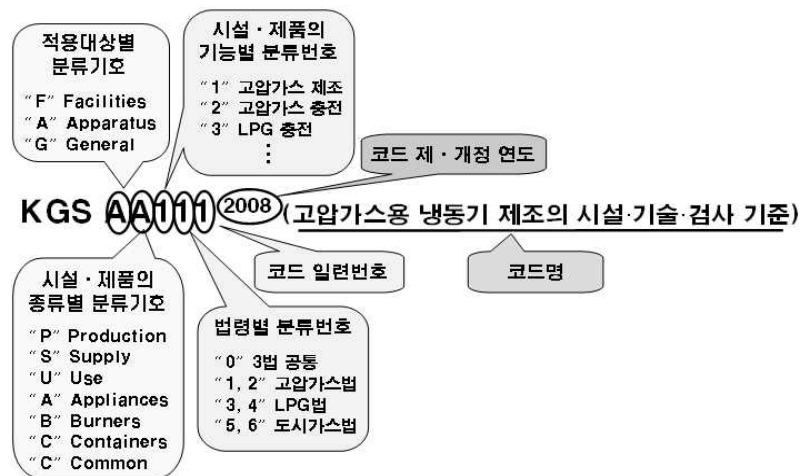 적용대상별
분류기호
“F” Facilities
“A” Apparatus
“G” General
시설 · 제품의
기능별 분류번호
“1” 고압가스 제조
“2” 고압가스 충전
“3” LPG 충전
⋮
코드 제 · 개정 연도
KGS AA111 2008 (고압가스용 냉동기 제조의 시설·기술·검사 기준)
시설 · 제품의
종류별 분류기호
“P” Production
“S” Supply
“U” Use
“A” Appliances
“B” Burners
“C” Containers
“C” Common
법령별 분류번호
“0” 3법 공통
“1, 2” 고압가스법
“3, 4” LPG법
“5, 6” 도시가스법
코드 일련번호
코드명